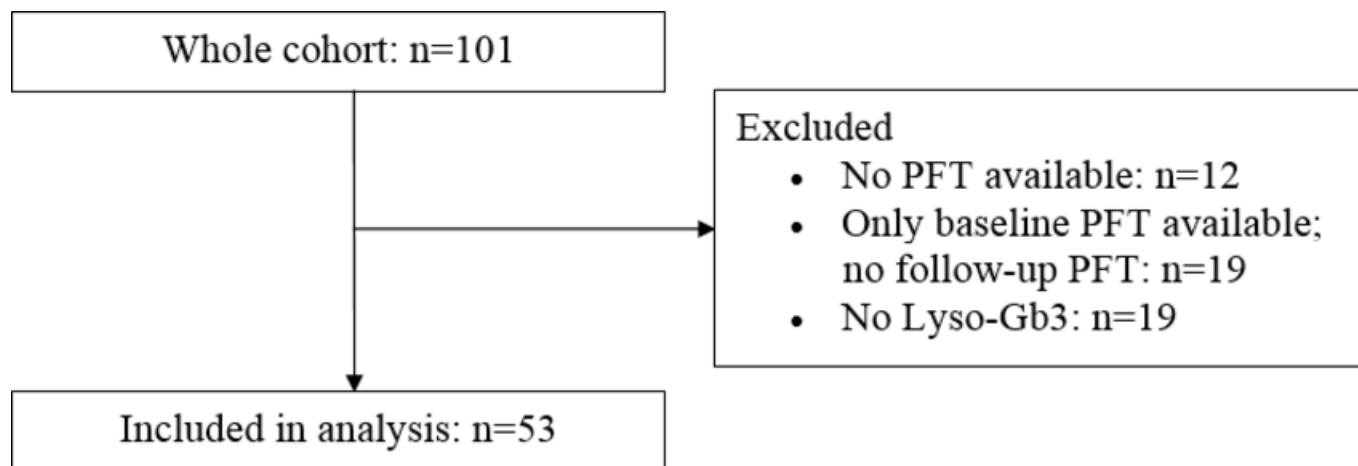 Whole cohort: n=101
Excluded
• No PFT available: n=12
• Only baseline PFT available;
no follow-up PFT: n=19
• No Lyso-Gb3: n=19
Included in analysis: n=53